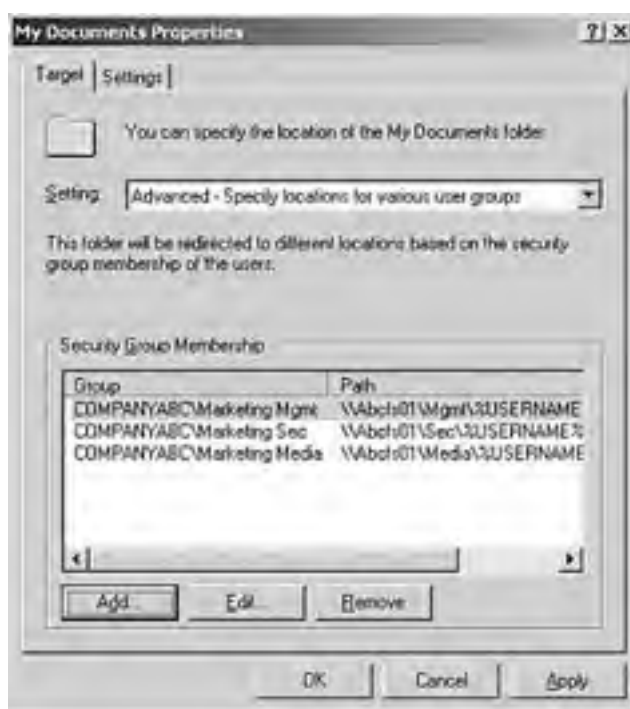 My Documents Properties
? X
Target Settings
You can specify the location of the My Documents folder
Setting: Advanced - Specify locations for various user groups
This folder will be redirected to different locations based on the security
group membership of the users.
Security Group Membership
Group Path
COMPANYABC\Marketing Mgmt \\Abcfs01\Mgmt\%USERNAME
COMPANYABC\Marketing Sec \\Abcfs01\Sec\%USERNAME%
COMPANYABC\Marketing Media \\Abcfs01\Media\%USERNAME
Add... Edit... Remove
OK Cancel Apply